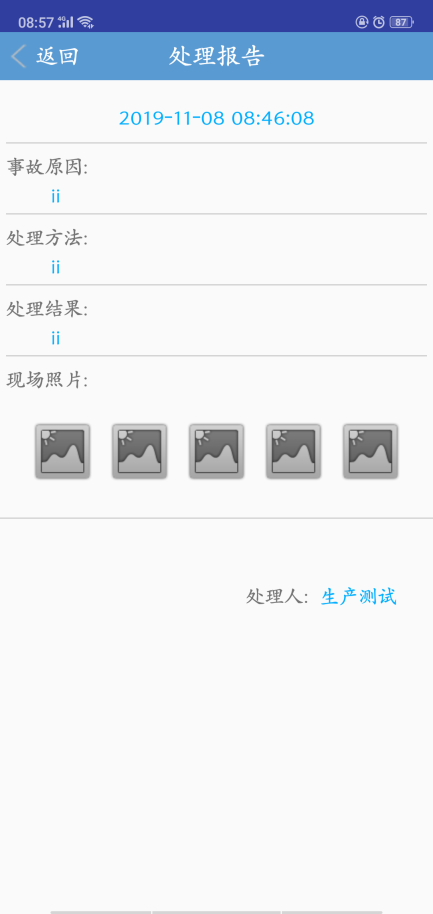 08:57 4G 87
返回 处理报告
2019-11-08 08:46:08
事故原因:
ii
处理方法:
ii
处理结果:
ii
现场照片:
处理人: 生产测试